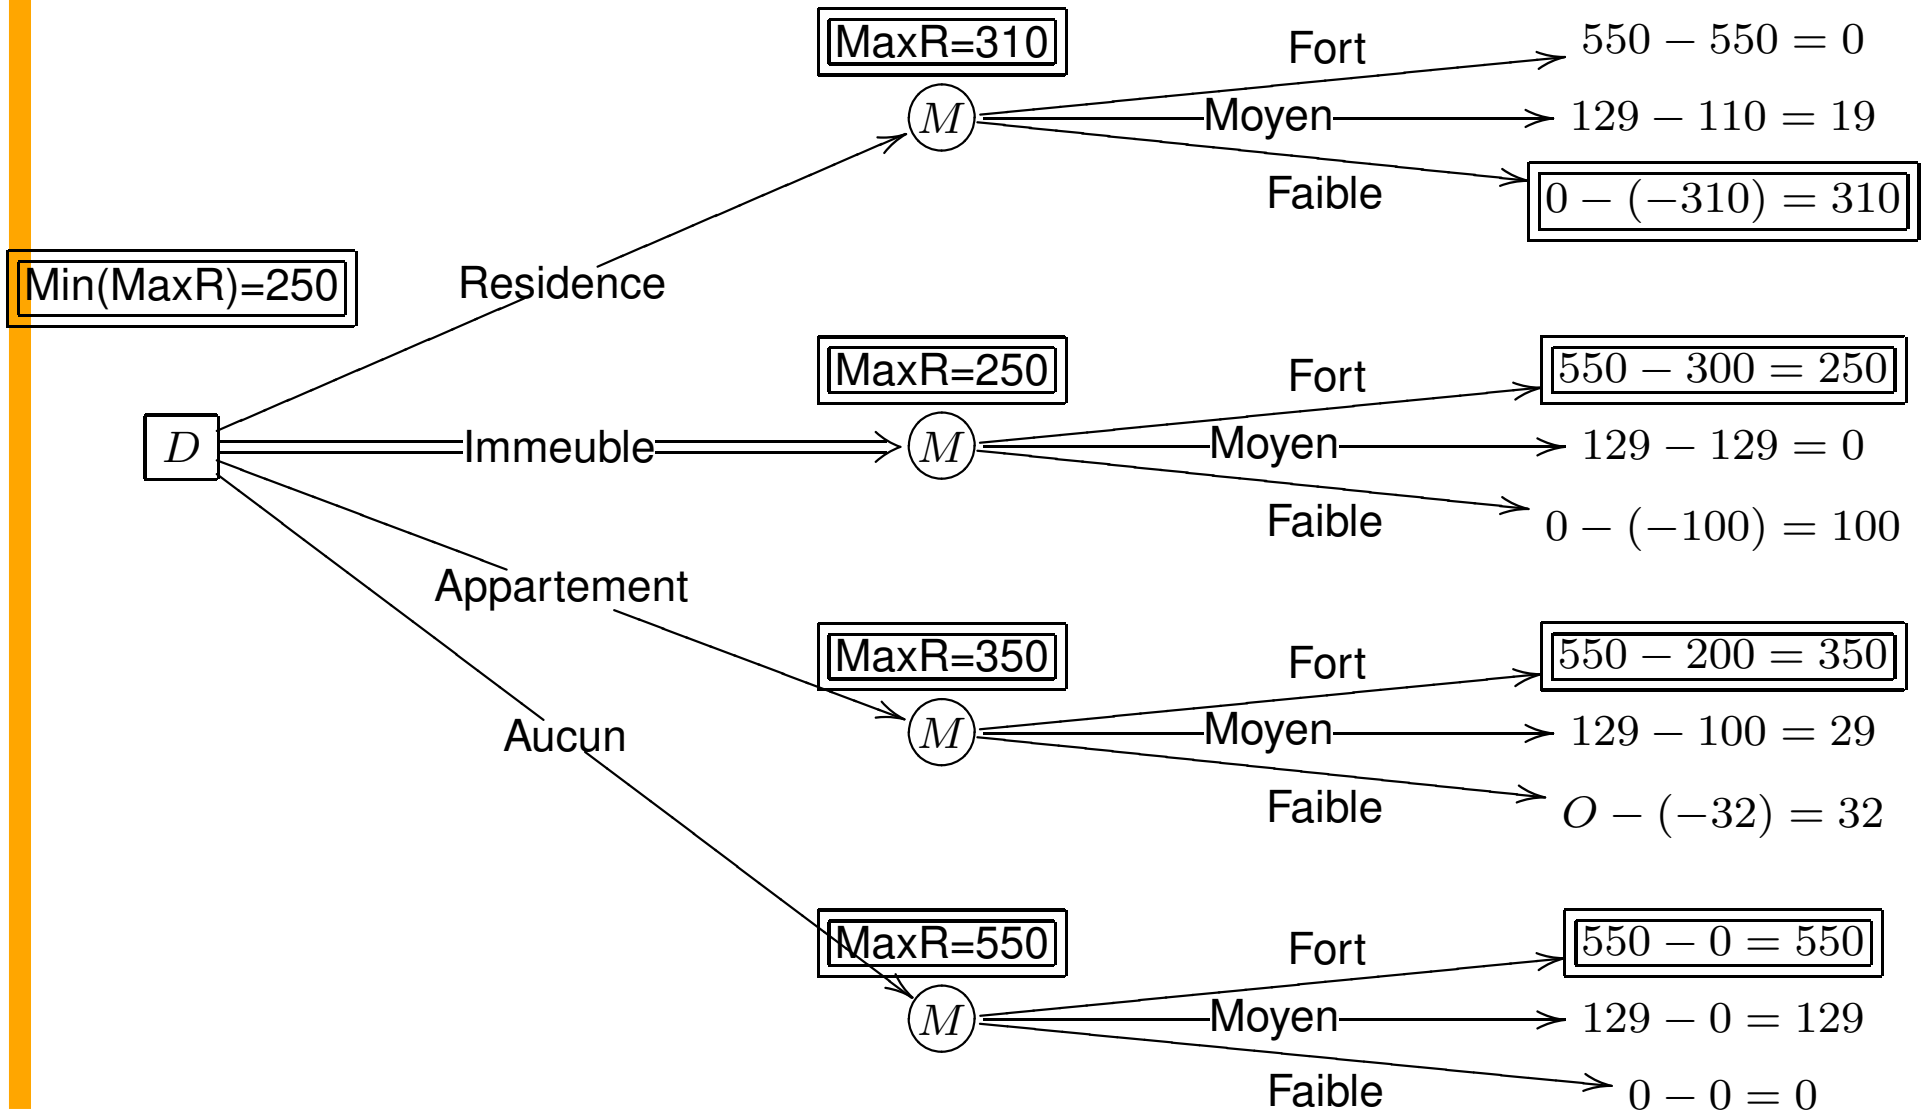 MaxR=310
M
Fort
550 − 550 = 0
Moyen
129 − 110 = 19
Faible
0 − (−310) = 310
Min(MaxR)=250
Residence
D
Immeuble
MaxR=250
M
Fort
550 − 300 = 250
Moyen
129 − 129 = 0
Faible
0 − (−100) = 100
Appartement
MaxR=350
M
Fort
550 − 200 = 350
Moyen
129 − 100 = 29
Faible
O − (−32) = 32
Aucun
MaxR=550
M
Fort
550 − 0 = 550
Moyen
129 − 0 = 129
Faible
0 − 0 = 0